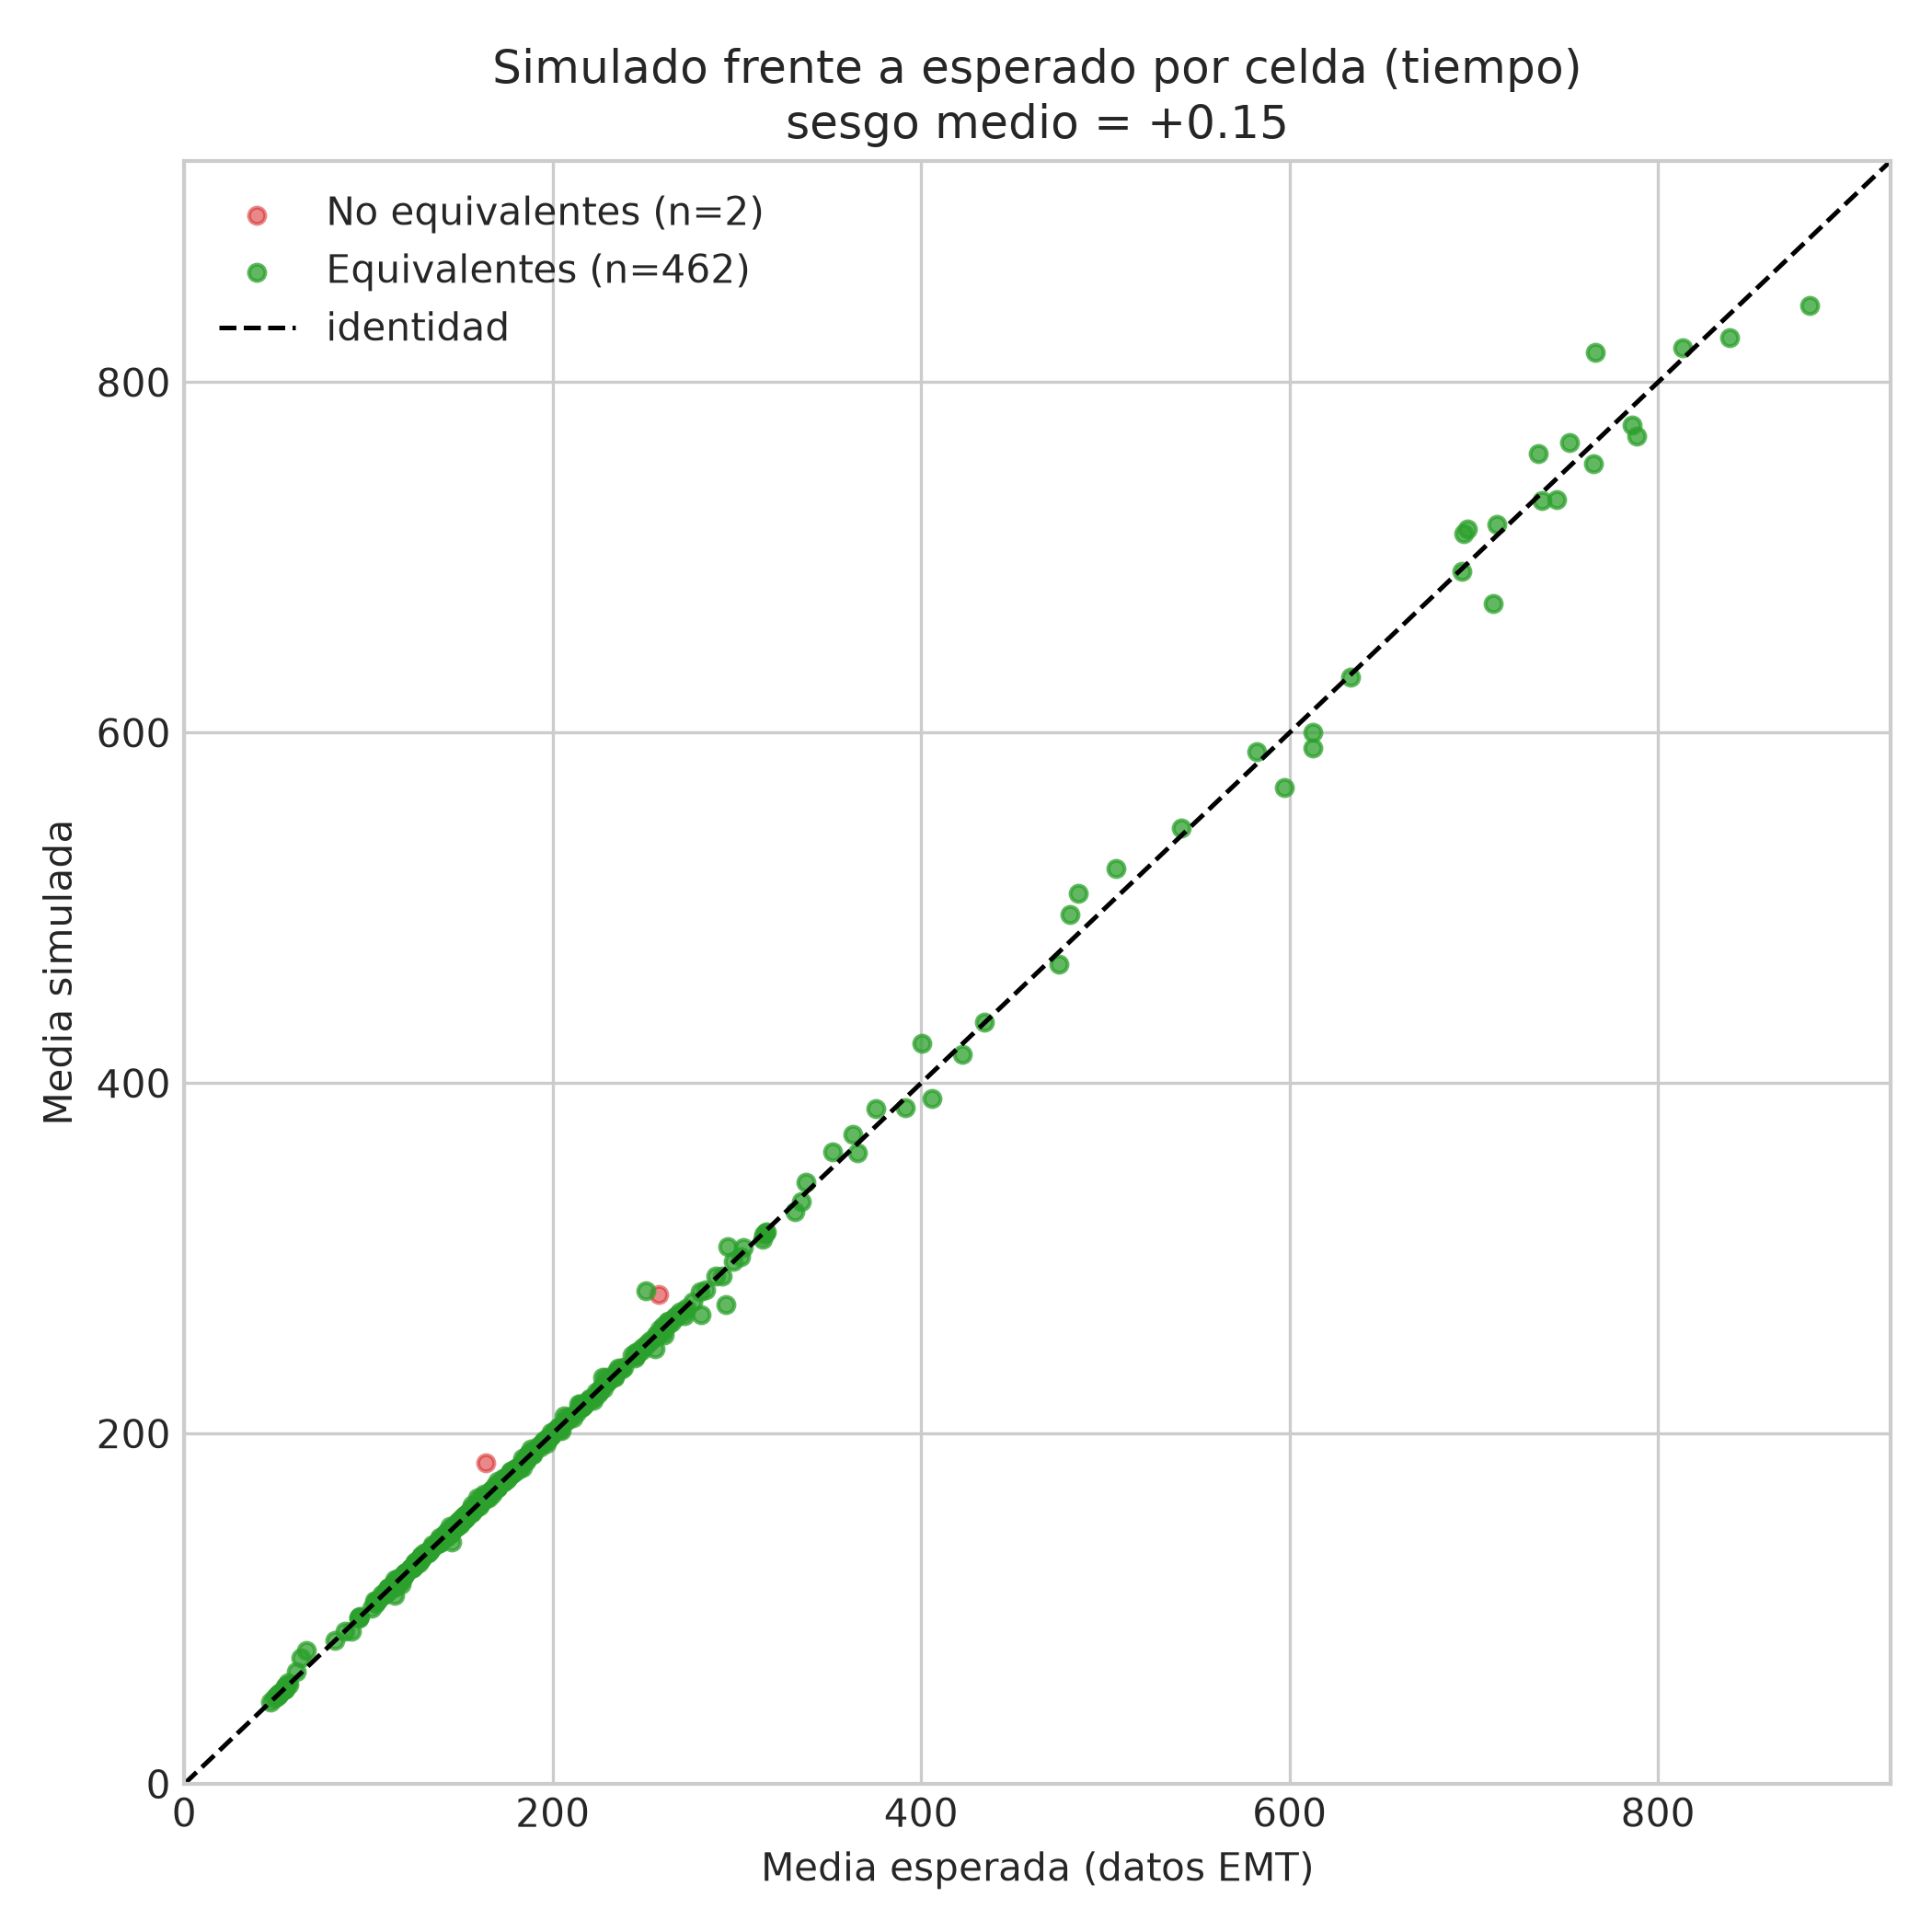 Simulado frente a esperado por celda (tiempo)
sesgo medio = +0.15
No equivalentes (n=2)
Equivalentes (n=462)
identidad
Media simulada
800
600
400
200
0
0 200 400 600 800
Media esperada (datos EMT)